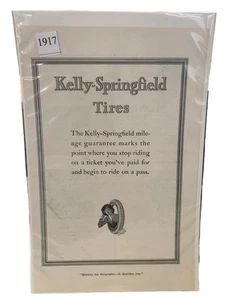 1917
Kelly-Springfield
Tires
The Kelly-Springfield mile-
age guarantee marks the
point where you stop riding
on a ticket you've paid for
and begin to ride on a pass.